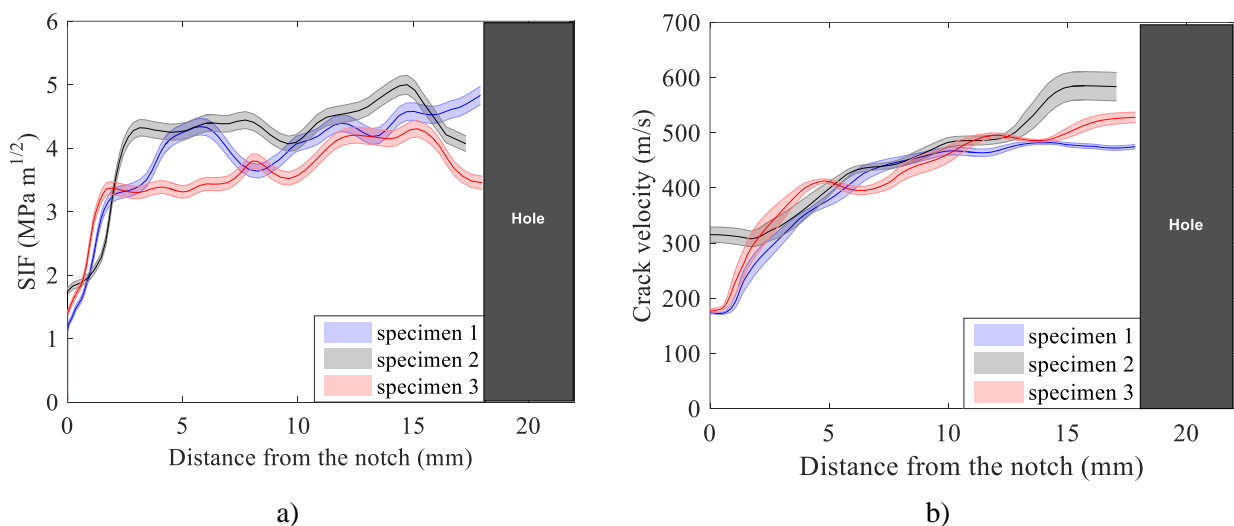 6
5
4
3
2
1
0
SIF (MPa m^1/2)
Hole
specimen 1
specimen 2
specimen 3
0 5 10 15 20
Distance from the notch (mm)
a)
700
600
500
400
300
200
100
0
Crack velocity (m/s)
Hole
specimen 1
specimen 2
specimen 3
0 5 10 15 20
Distance from the notch (mm)
b)